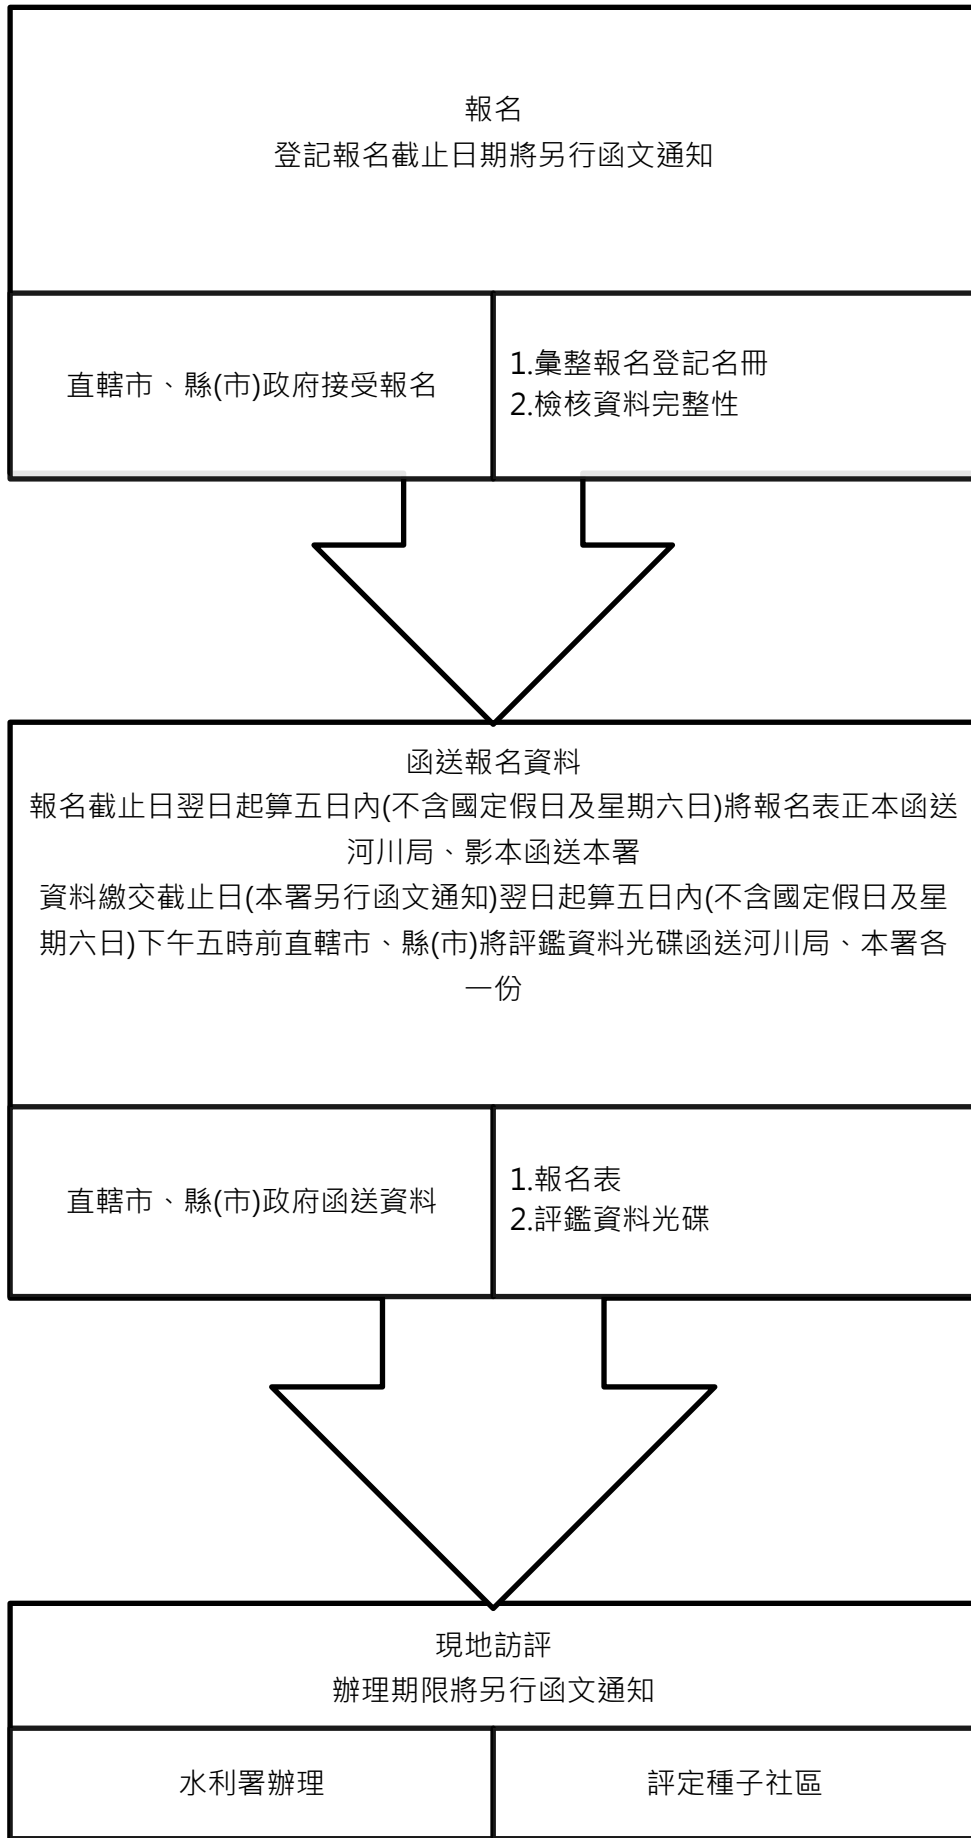 報名
登記報名截止日期將另行函文通知
直轄市、縣(市)政府接受報名
1.彙整報名登記名冊
2.檢核資料完整性
函送報名資料
報名截止日翌日起算五日內(不含國定假日及星期六日)將報名表正本函送
河川局、影本函送本署
資料繳交截止日(本署另行函文通知)翌日起算五日內(不含國定假日及星
期六日)下午五時前直轄市、縣(市)將評鑑資料光碟函送河川局、本署各
一份
直轄市、縣(市)政府函送資料
1.報名表
2.評鑑資料光碟
現地訪評
辦理期限將另行函文通知
水利署辦理
評定種子社區